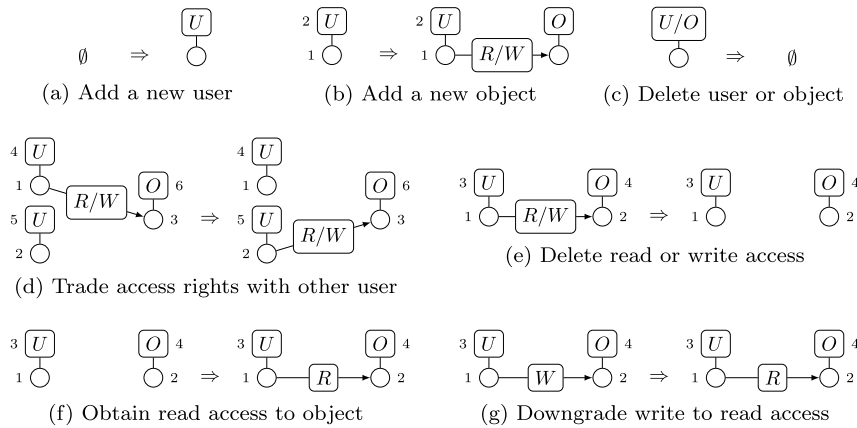 U
∅ ⇒
(a) Add a new user
2 U 2 U O
1 ⇒ 1 R/W
(b) Add a new object
U/O
⇒ ∅
(c) Delete user or object
4 U 4 U
1 O 6 1 O 6
R/W
5 U 3 ⇒ 5 U R/W 3
2 2
(d) Trade access rights with other user
3 U O 4 3 U O 4
1 R/W 2 ⇒ 1 2
(e) Delete read or write access
3 U O 4 3 U O 4
1 2 ⇒ 1 R 2
(f) Obtain read access to object
3 U O 4 3 U O 4
1 W 2 ⇒ 1 R 2
(g) Downgrade write to read access